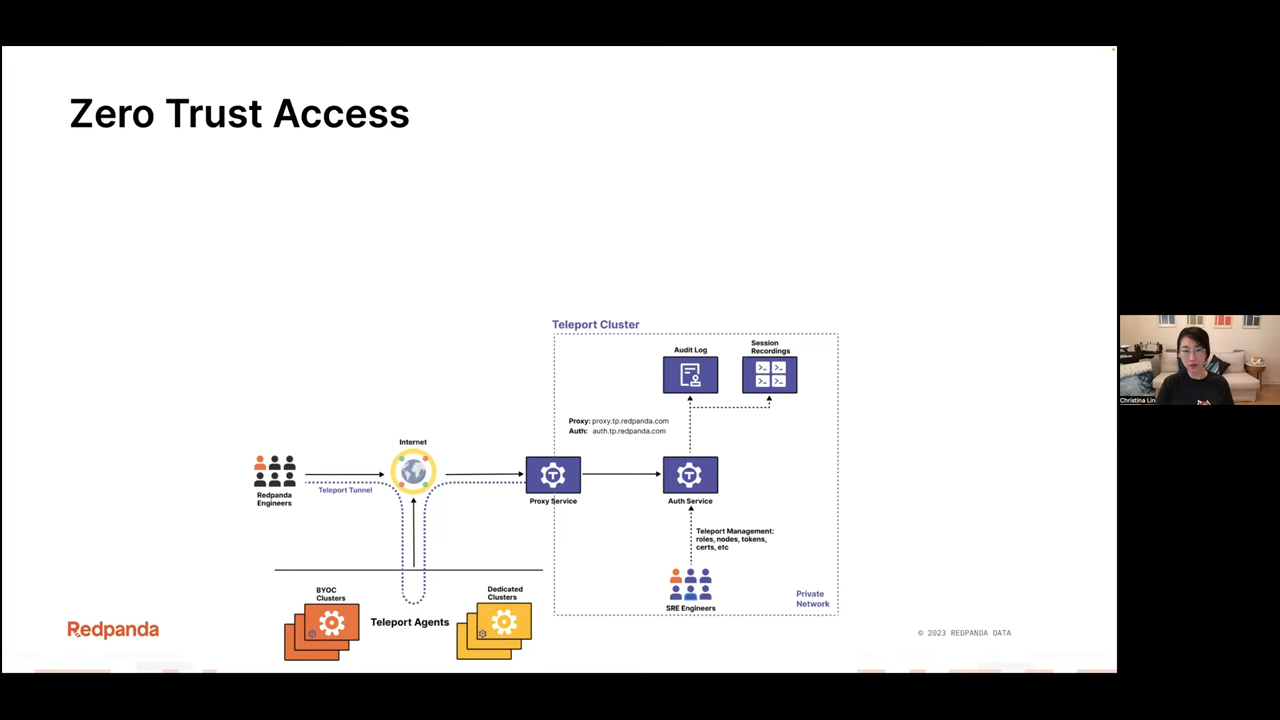 Zero Trust Access
Teleport Cluster
Audit Log
Session
Recordings
Proxy: proxy.tp.redpanda.com
Auth: auth.tp.redpanda.com
Internet
Redpanda
Engineers
Teleport Tunnel
Proxy Service
Auth Service
Teleport Management:
roles, nodes, tokens,
certs, etc
SRE Engineers
Private
Network
BYOC
Clusters
Teleport Agents
Dedicated
Clusters
Redpanda
© 2023 REDPANDA DATA
Christina Lin